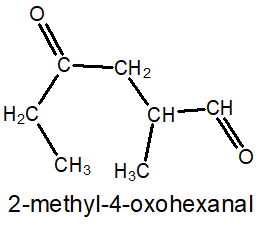 O
C
CH2
H2C
CH
CH
CH3
H3C
O
2-methyl-4-oxohexanal